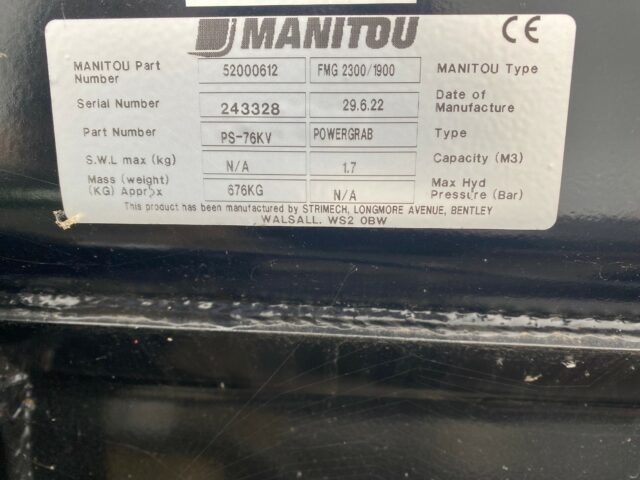 MANITOU CE
MANITOU Part Number 52000612 FMG 2300/1900 MANITOU Type
Serial Number 243328 29.6.22 Date of Manufacture
Part Number PS-76KV POWERGRAB Type
S.W.L max (kg) N/A 1.7 Capacity (M3)
Mass (weight) (KG) Approx 676KG N/A Max Hyd Pressure (Bar)
This product has been manufactured by STRIMECH, LONGMORE AVENUE, BENTLEY
WALSALL. WS2 0BW